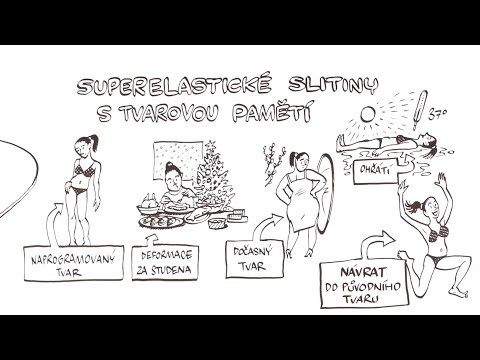 SUPERELASTICKÉ SLITINY
S TVAROVOU PAMĚTÍ
37°
OHŘÁTÍ
NAPROGRAMOVANÝ
TVAR
DEFORMACE
ZA STUDENA
DOČASNÝ
TVAR
NÁVRAT
DO PŮVODNÍHO
TVARU